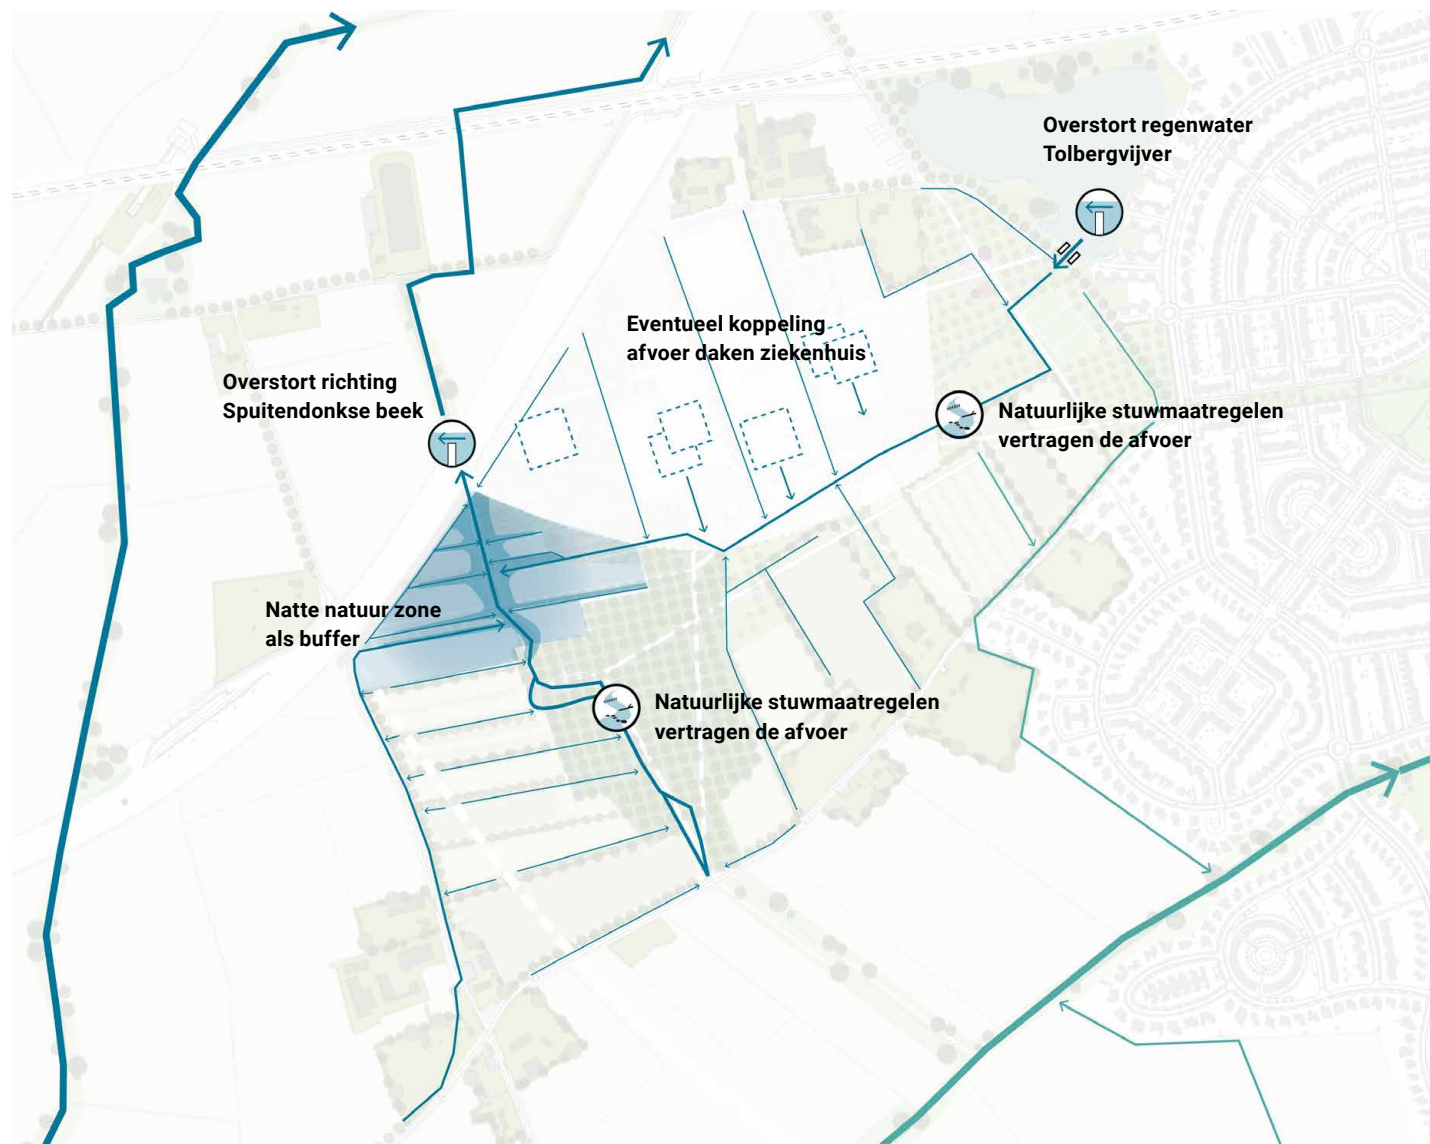 Overstort regenwater
Tolbergvijver
Eventueel koppeling
afvoer daken ziekenhuis
Overstort richting
Spuitendonkse beek
Natuurlijke stuwmaatregelen
vertragen de afvoer
Natte natuur zone
als buffer
Natuurlijke stuwmaatregelen
vertragen de afvoer